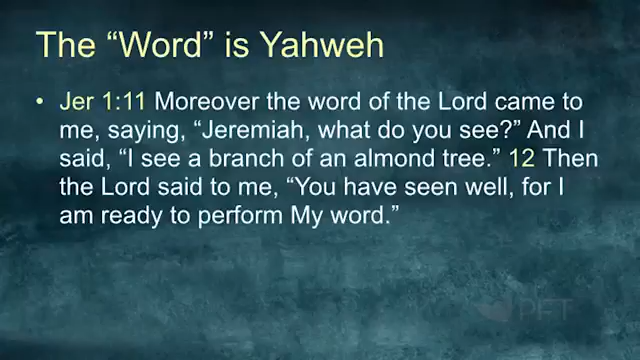 The “Word” is Yahweh
• Jer 1:11 Moreover the word of the Lord came to
me, saying, “Jeremiah, what do you see?” And I
said, “I see a branch of an almond tree.” 12 Then
the Lord said to me, “You have seen well, for I
am ready to perform My word.”
PFT